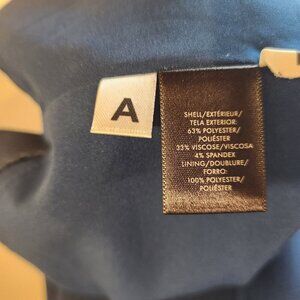 A
SHELL/EXTÉRIEUR/
TELA EXTERIOR:
63% POLYESTER/
POLIÉSTER
33% VISCOSE/VISCOSA
4% SPANDEX
LINING/DOUBLURE/
FORRO:
100% POLYESTER/
POLIÉSTER